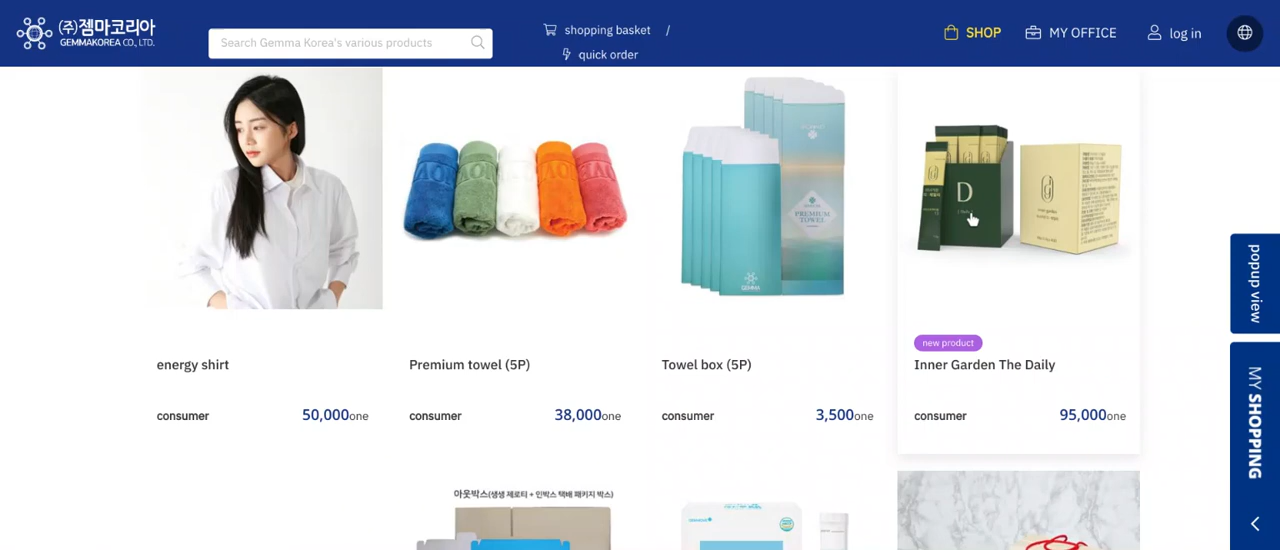 (주)젬마코리아
GEMMAKOREA CO., LTD.
Search Gemma Korea's various products
shopping basket /
quick order
SHOP
MY OFFICE
log in
PREMIUM
TOWEL
GEMMA
D
new product
energy shirt
Premium towel (5P)
Towel box (5P)
Inner Garden The Daily
consumer 50,000one
consumer 38,000one
consumer 3,500one
consumer 95,000one
popup view
MY SHOPPING
아웃박스(생생 제로티 + 인박스 택배 패키지 박스)